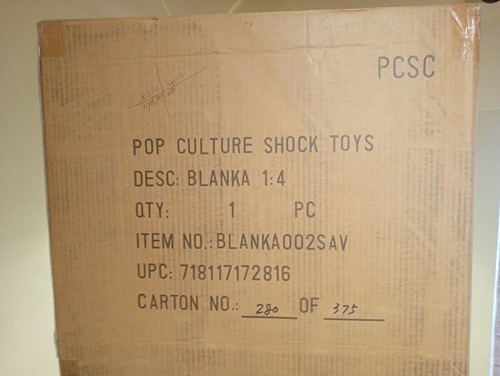 PCSC
POP CULTURE SHOCK TOYS
DESC: BLANKA 1:4
QTY: 1 PC
ITEM NO.:BLANKA002SAV
UPC: 718117172816
CARTON NO.: 280 OF 375